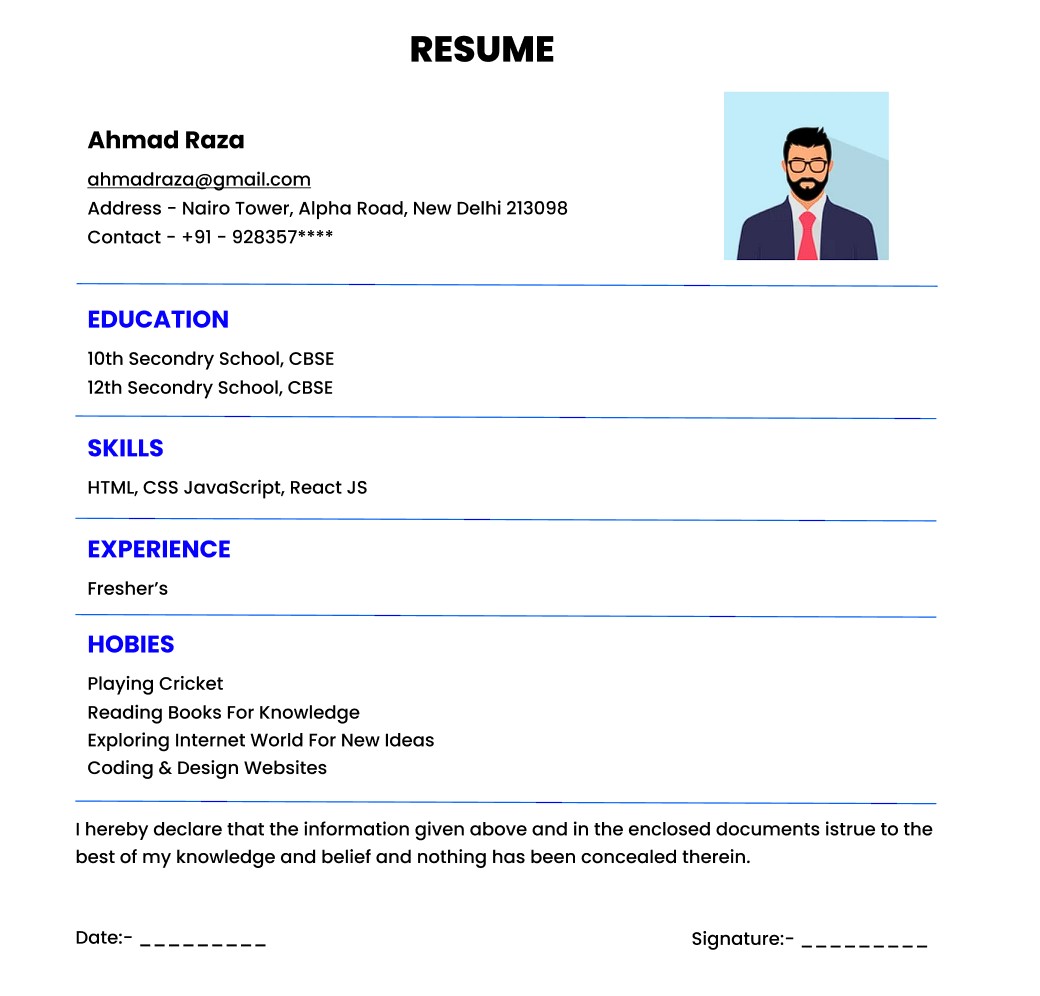 RESUME
Ahmad Raza
ahmadraza@gmail.com
Address - Nairo Tower, Alpha Road, New Delhi 213098
Contact - +91 - 928357****
EDUCATION
10th Secondry School, CBSE
12th Secondry School, CBSE
SKILLS
HTML, CSS JavaScript, React JS
EXPERIENCE
Fresher’s
HOBIES
Playing Cricket
Reading Books For Knowledge
Exploring Internet World For New Ideas
Coding & Design Websites
I hereby declare that the information given above and in the enclosed documents istrue to the
best of my knowledge and belief and nothing has been concealed therein.
Date:- _________
Signature:- _________